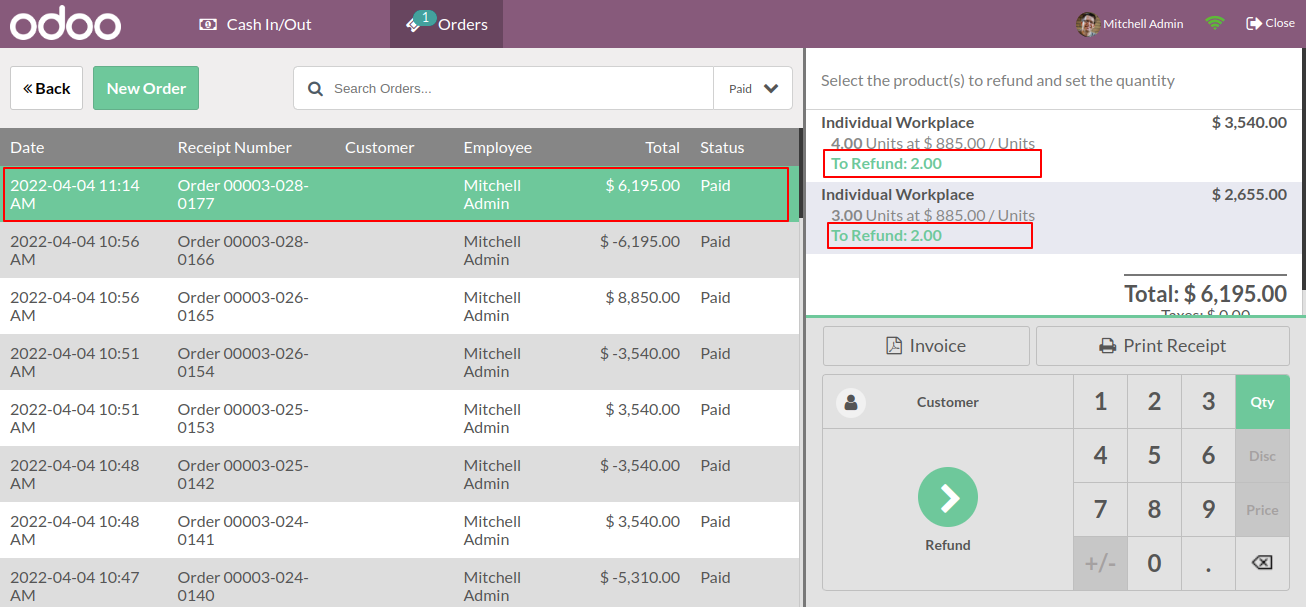 odoo
Cash In/Out
1
Orders
Mitchell Admin
Close
Back
New Order
Search Orders...
Paid
Date Receipt Number Customer Employee Total Status
2022-04-04 11:14 Order 00003-028- Mitchell $ 6,195.00 Paid
AM 0177 Admin
2022-04-04 10:56 Order 00003-028- Mitchell $ -6,195.00 Paid
AM 0166 Admin
2022-04-04 10:56 Order 00003-026- Mitchell $ 8,850.00 Paid
AM 0165 Admin
2022-04-04 10:51 Order 00003-026- Mitchell $ -3,540.00 Paid
AM 0154 Admin
2022-04-04 10:51 Order 00003-025- Mitchell $ 3,540.00 Paid
AM 0153 Admin
2022-04-04 10:48 Order 00003-025- Mitchell $ -3,540.00 Paid
AM 0142 Admin
2022-04-04 10:48 Order 00003-024- Mitchell $ 3,540.00 Paid
AM 0141 Admin
2022-04-04 10:47 Order 00003-024- Mitchell $ -5,310.00 Paid
AM 0140 Admin
Select the product(s) to refund and set the quantity
Individual Workplace $ 3,540.00
4.00 Units at $ 885.00 / Units
To Refund: 2.00
Individual Workplace $ 2,655.00
3.00 Units at $ 885.00 / Units
To Refund: 2.00
Total: $ 6,195.00
Taxes: $ 0.00
Invoice
Print Receipt
Customer
Refund
1 2 3 Qty
4 5 6 Disc
7 8 9 Price
+/- 0 .